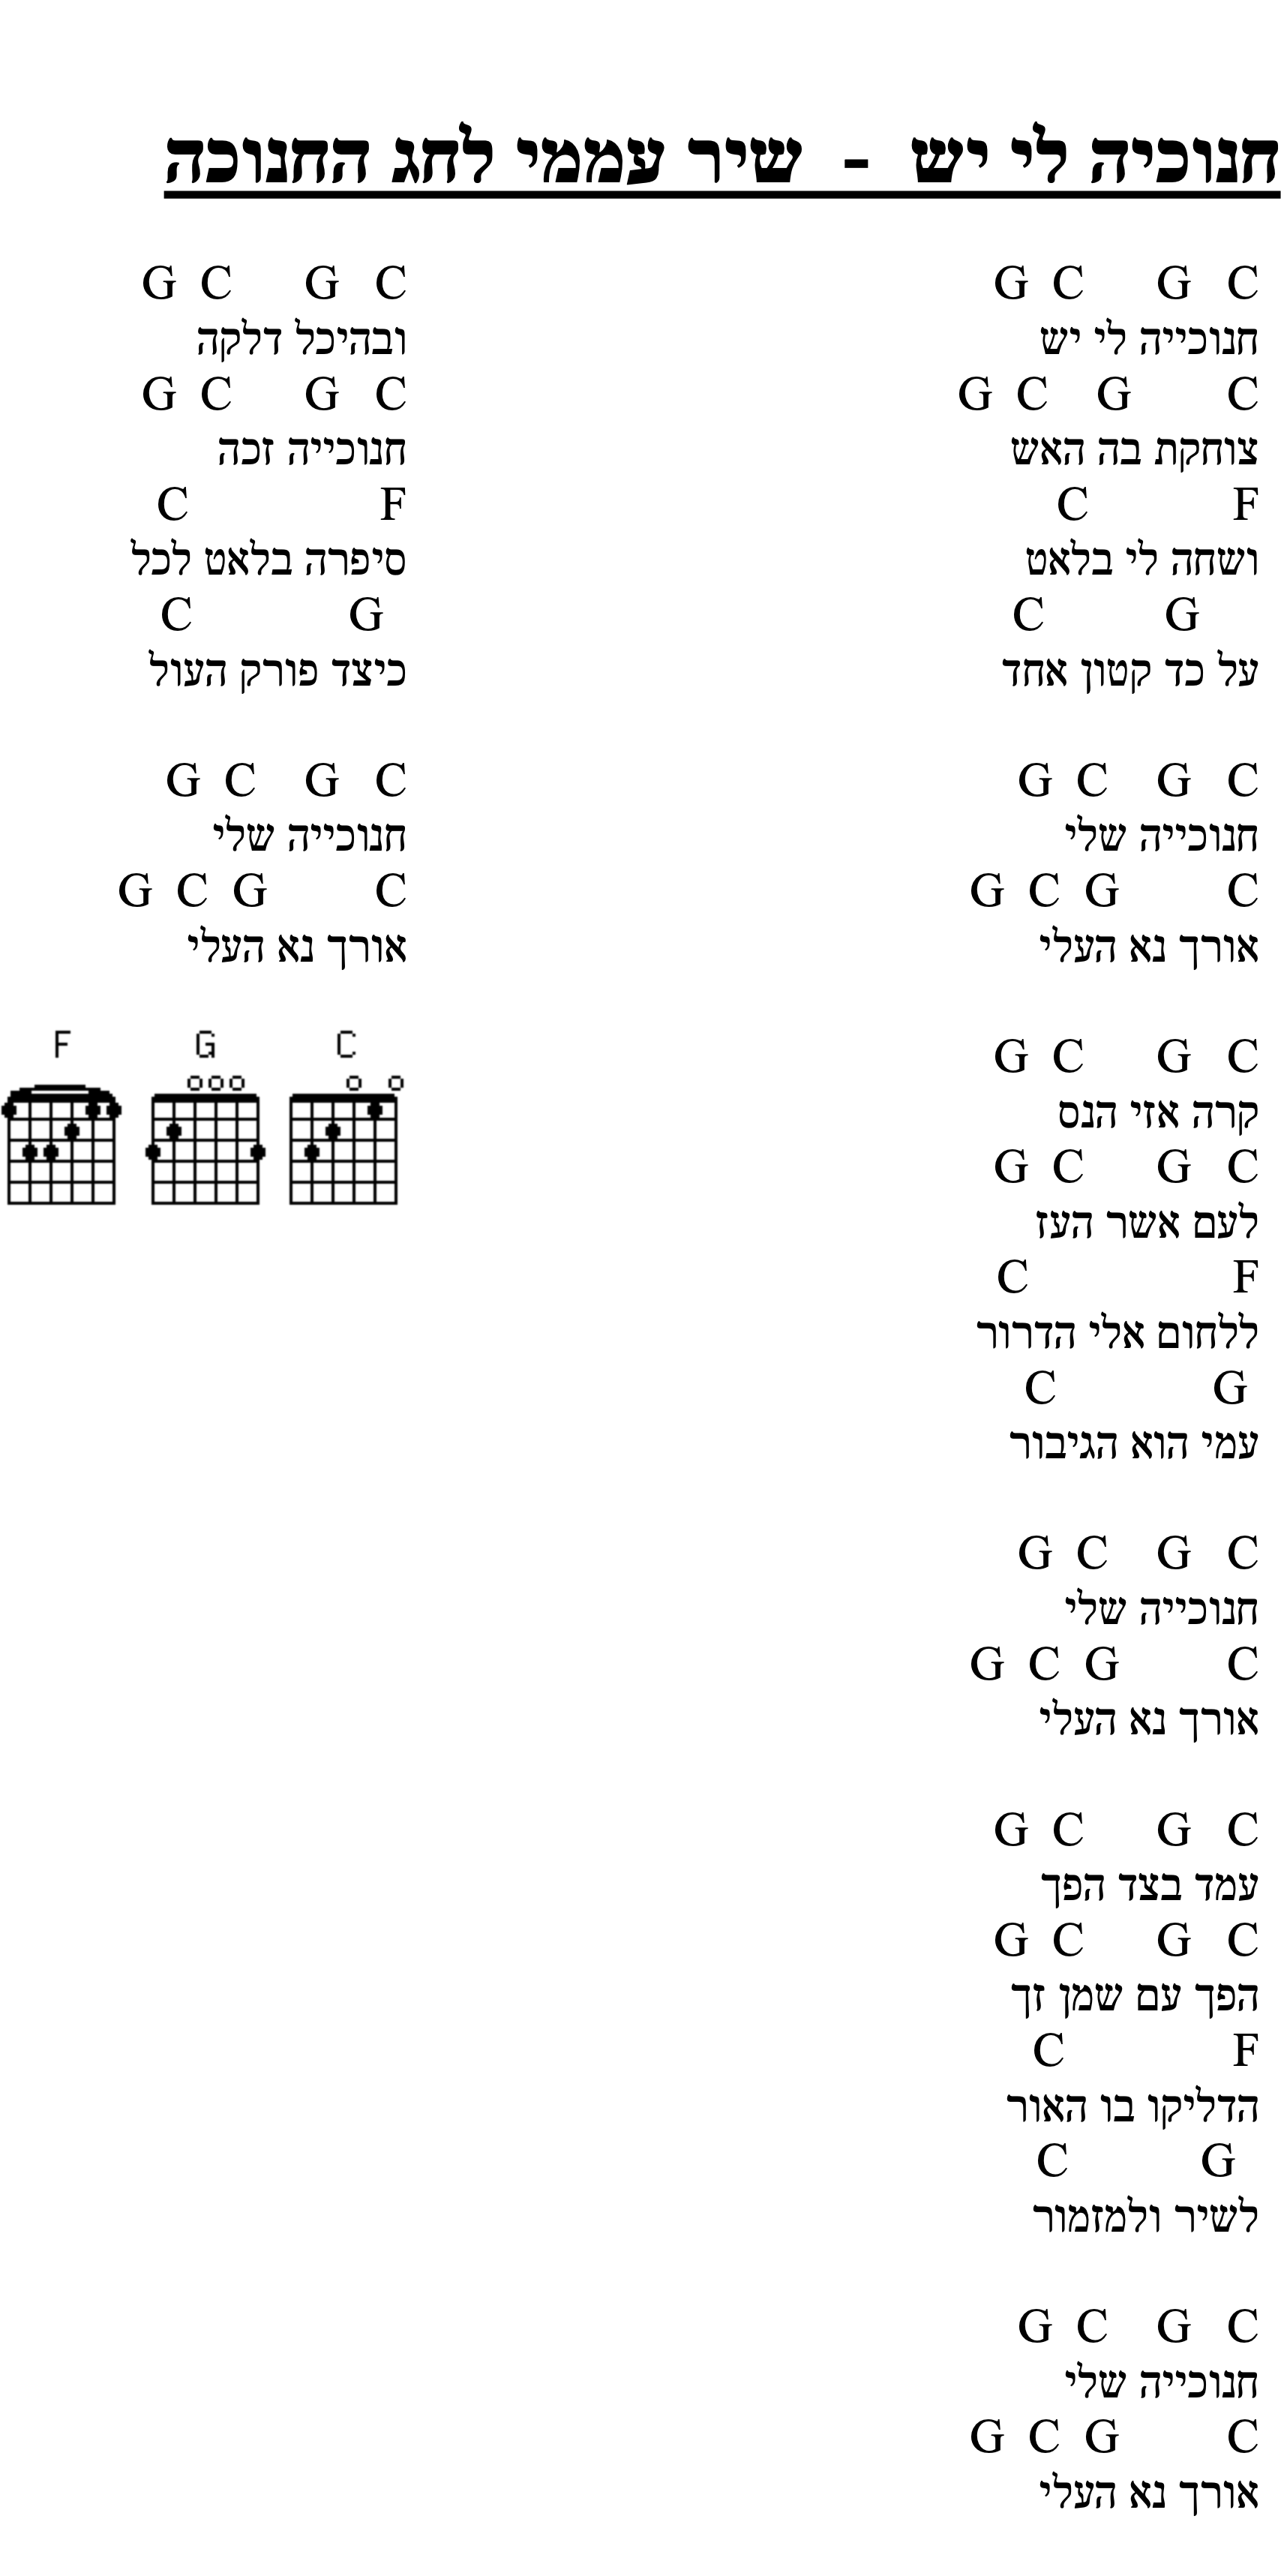 חנוכיה לי יש - שיר עממי לחג החנוכה
C G C G
חנוכייה לי יש
C G C G
צוחקת בה האש
F C
ושחה לי בלאט
G C
על כד קטון אחד
C G C G
חנוכייה שלי
C G C G
אורך נא העלי
C G C G
קרה אזי הנס
C G C G
לעם אשר העז
F C
ללחום אלי הדרור
G C
עמי הוא הגיבור
C G C G
חנוכייה שלי
C G C G
אורך נא העלי
C G C G
עמד בצד הפך
C G C G
הפך עם שמן זך
F C
הדליקו בו האור
G C
לשיר ולמזמור
C G C G
חנוכייה שלי
C G C G
אורך נא העלי
C G C G
ובהיכל דלקה
C G C G
חנוכייה זכה
F C
סיפרה בלאט לכל
G C
כיצד פורק העול
C G C G
חנוכייה שלי
C G C G
אורך נא העלי
C G F